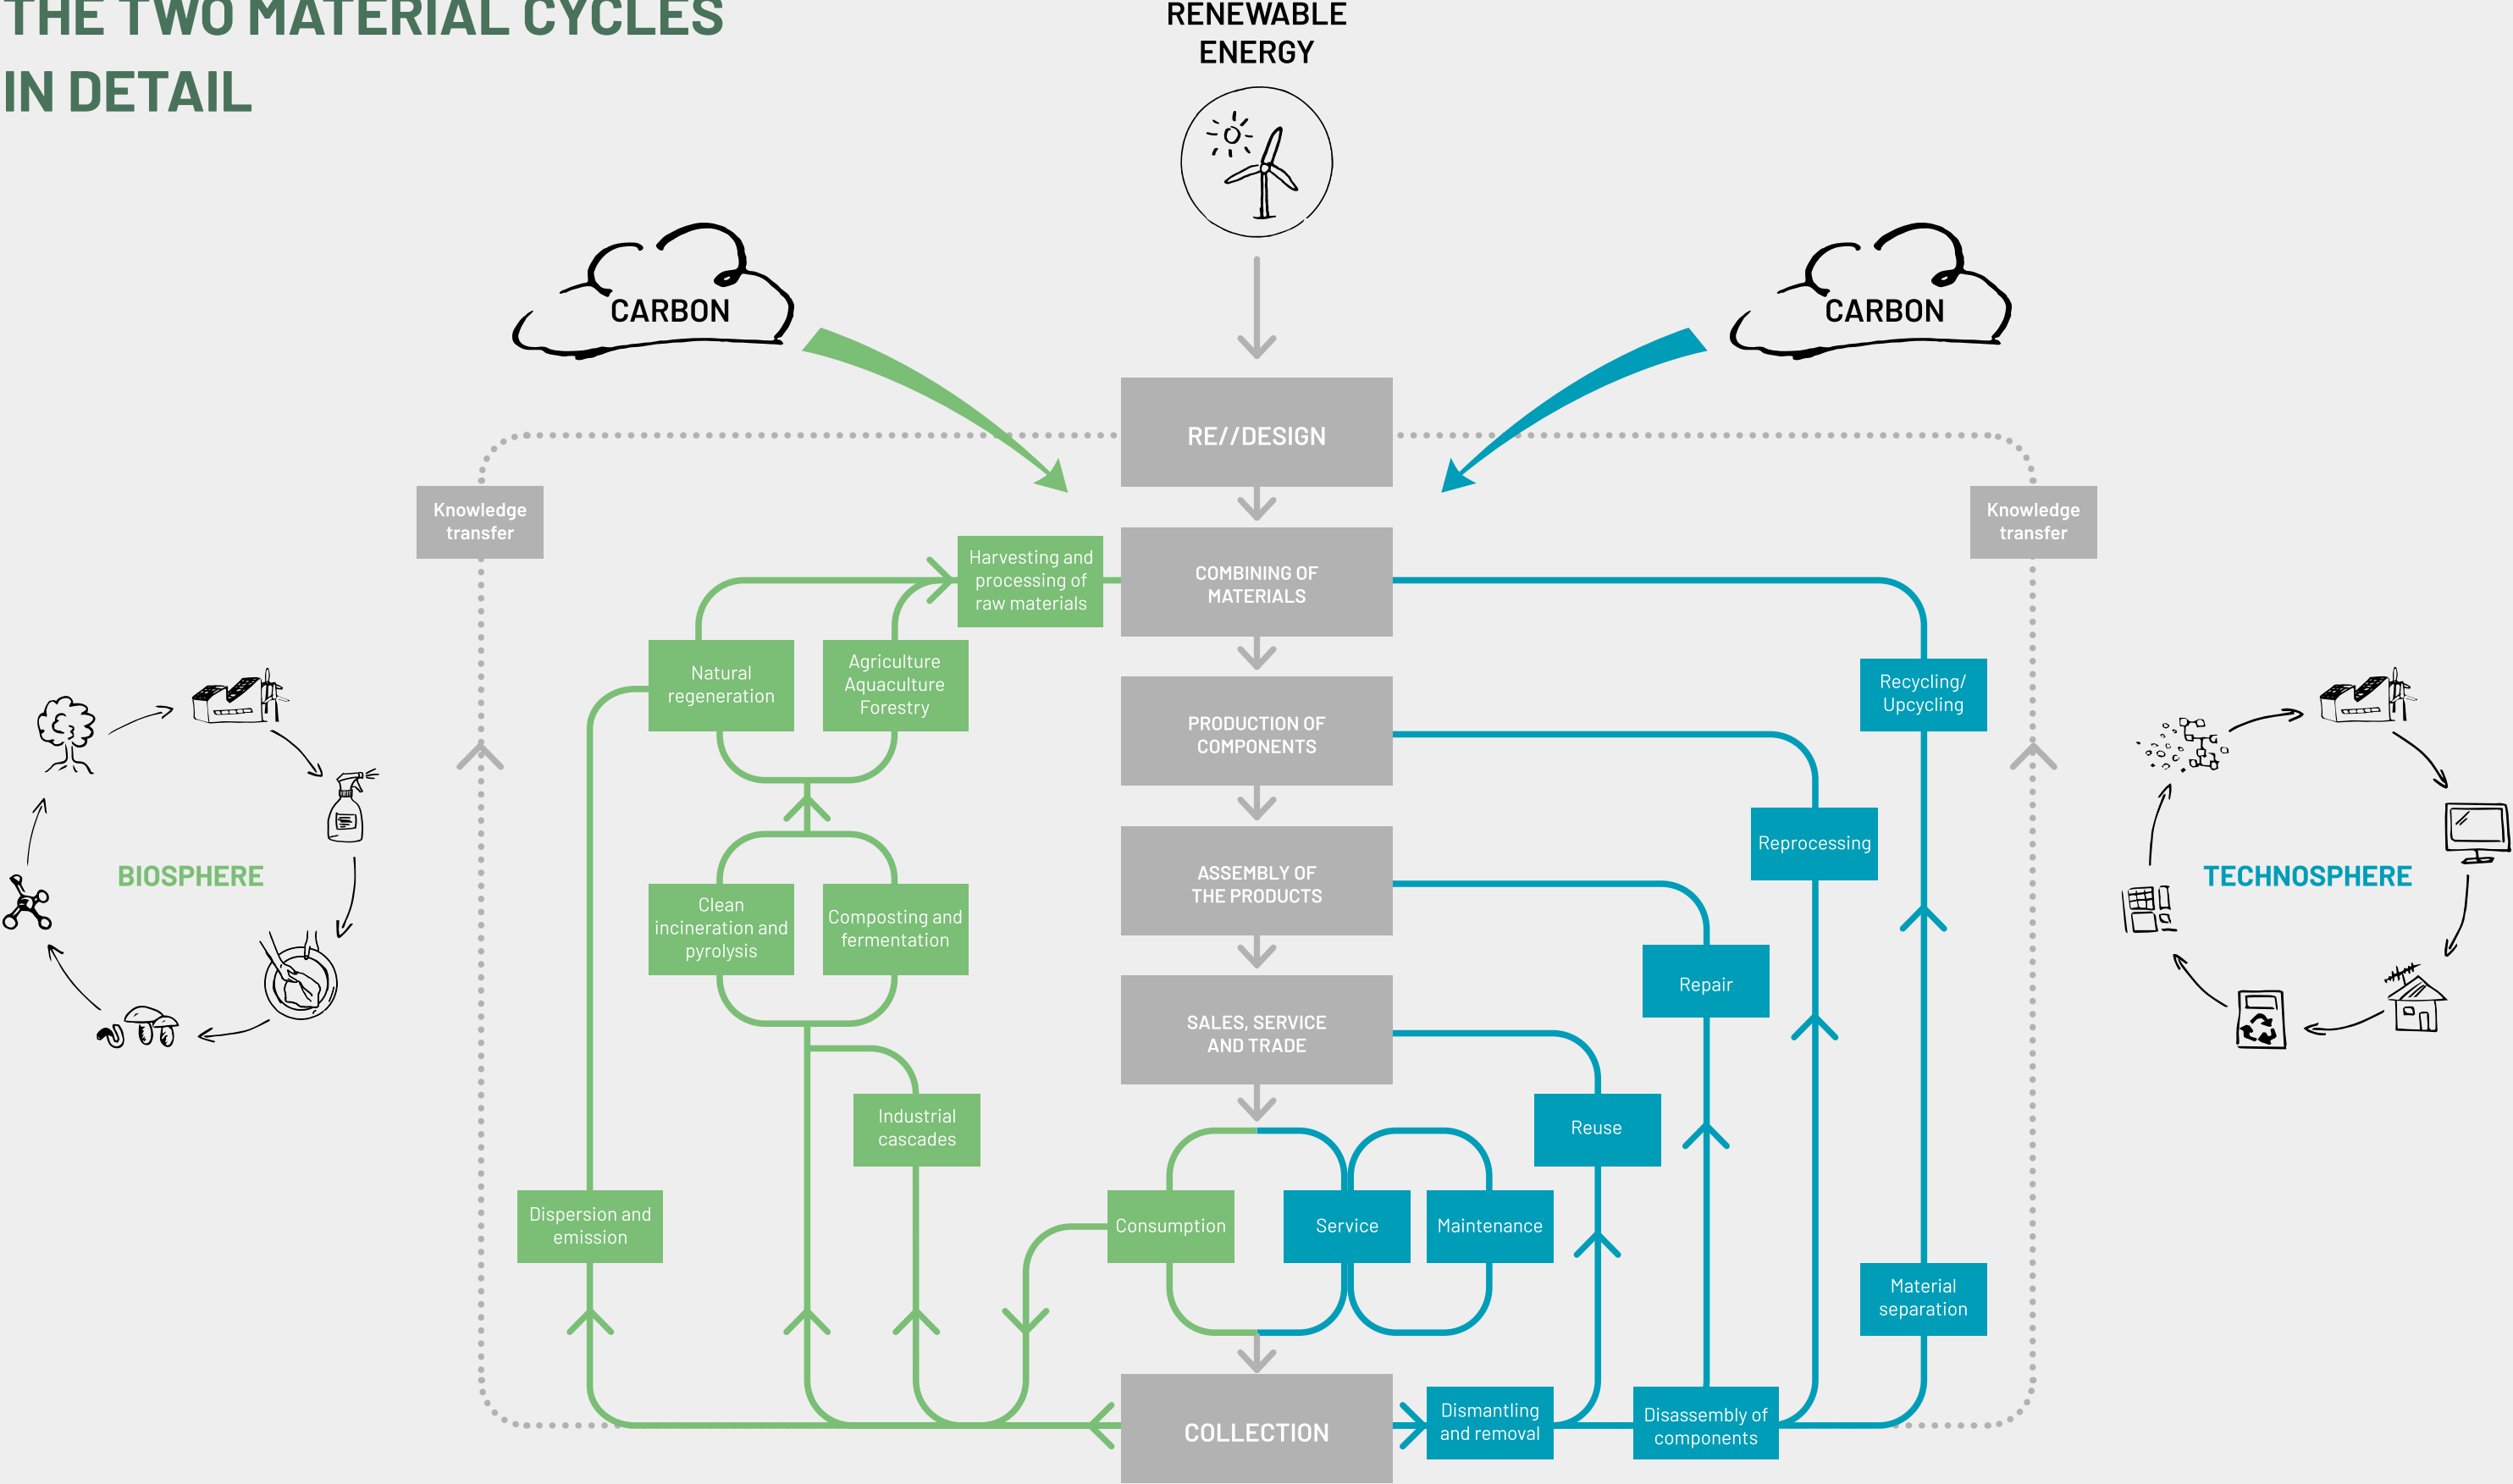 THE TWO MATERIAL CYCLES
IN DETAIL
RENEWABLE
ENERGY
CARBON
CARBON
RE//DESIGN
Knowledge
transfer
Knowledge
transfer
Harvesting and
processing of
raw materials
COMBINING OF
MATERIALS
Natural
regeneration
Agriculture
Aquaculture
Forestry
Recycling/
Upcycling
PRODUCTION OF
COMPONENTS
Reprocessing
BIOSPHERE
TECHNOSPHERE
ASSEMBLY OF
THE PRODUCTS
Clean
incineration and
pyrolysis
Composting and
fermentation
Repair
SALES, SERVICE
AND TRADE
Industrial
cascades
Reuse
Dispersion and
emission
Consumption
Service
Maintenance
Material
separation
COLLECTION
Dismantling
and removal
Disassembly of
components